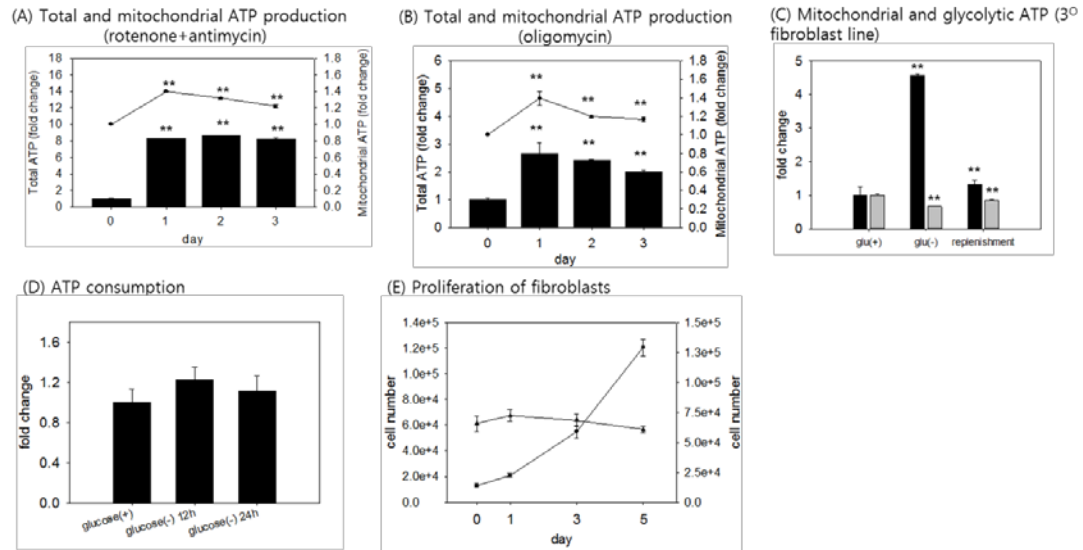 (A) Total and mitochondrial ATP production
(rotenone+antimycin)
Total ATP (fold change)
18
16
14
12
10
8
6
4
2
0
**
**
**
**
**
**
1.8
1.6
1.4
1.2
1.0
0.8
0.6
0.4
0.2
0.0
Mitochondrial ATP (fold change)
0 1 2 3
day
(B) Total and mitochondrial ATP production
(oligomycin)
Total ATP (fold change)
6
5
4
3
2
1
0
**
**
**
**
**
**
1.8
1.6
1.4
1.2
1.0
0.8
0.6
0.4
0.2
0.0
Mitochondrial ATP (fold change)
0 1 2 3
day
(C) Mitochondrial and glycolytic ATP (3O
fibroblast line)
fold change
5
4
3
2
1
0
**
**
**
**
glu(+) glu(-) replenishment
(D) ATP consumption
fold change
1.6
1.2
0.8
0.4
0.0
glucose(+) glucose(-) 12h glucose(-) 24h
(E) Proliferation of fibroblasts
cell number
1.4e+5
1.2e+5
1.0e+5
8.0e+4
6.0e+4
4.0e+4
2.0e+4
0.0
1.5e+5
1.3e+5
1.0e+5
7.5e+4
5.0e+4
2.5e+4
0.0
cell number
0 1 3 5
day